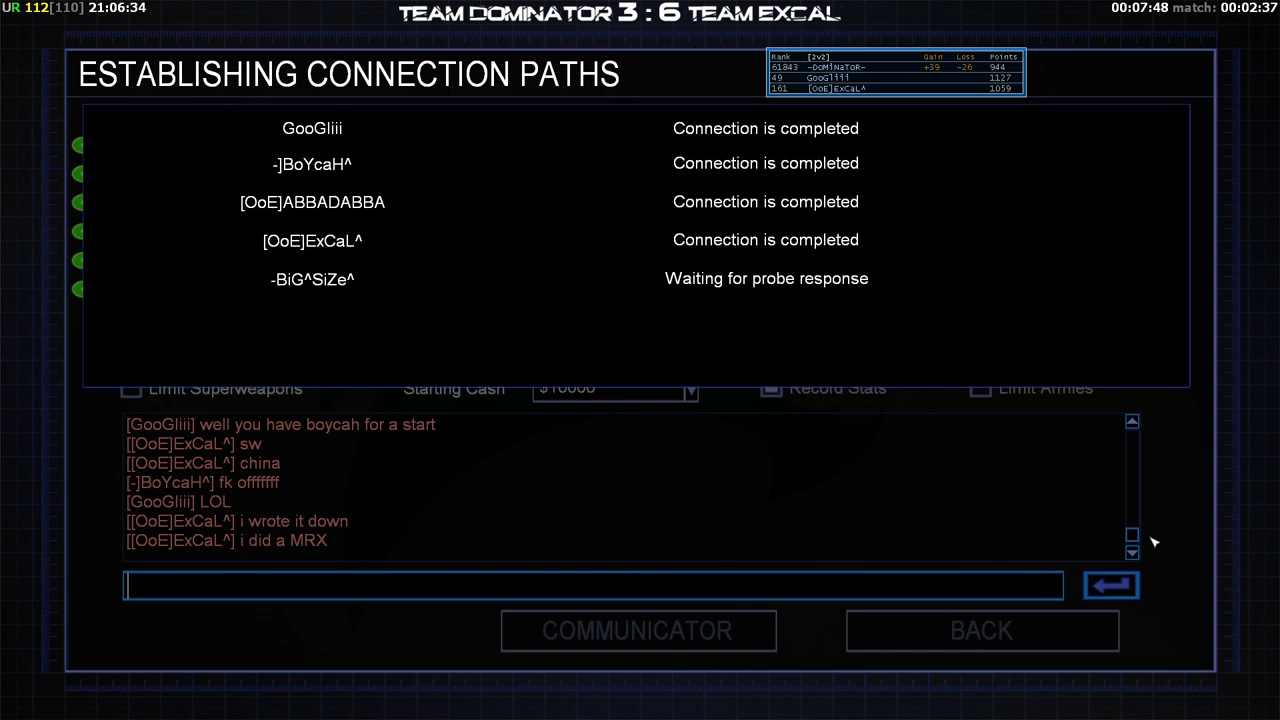 UR 112[110] 21:06:34
TEAM DOMINATOR 3 : 6 TEAM EXCAL
00:07:48 match: 00:02:37
ESTABLISHING CONNECTION PATHS
Rank [2v2] Gain Loss Points
61843 -DoMiNaToR- +39 -26 944
49 GooGliii 1127
161 [OoE]ExCaL^ 1059
GooGliii Connection is completed
-]BoYcaH^ Connection is completed
[OoE]ABBADABBA Connection is completed
[OoE]ExCaL^ Connection is completed
-BiG^SiZe^ Waiting for probe response
Limit Superweapons Starting Cash $10000 Record Stats Limit Armies
[GooGliii] well you have boycah for a start
[[OoE]ExCaL^] sw
[[OoE]ExCaL^] china
[-]BoYcaH^] fk offfffff
[GooGliii] LOL
[[OoE]ExCaL^] i wrote it down
[[OoE]ExCaL^] i did a MRX
COMMUNICATOR BACK